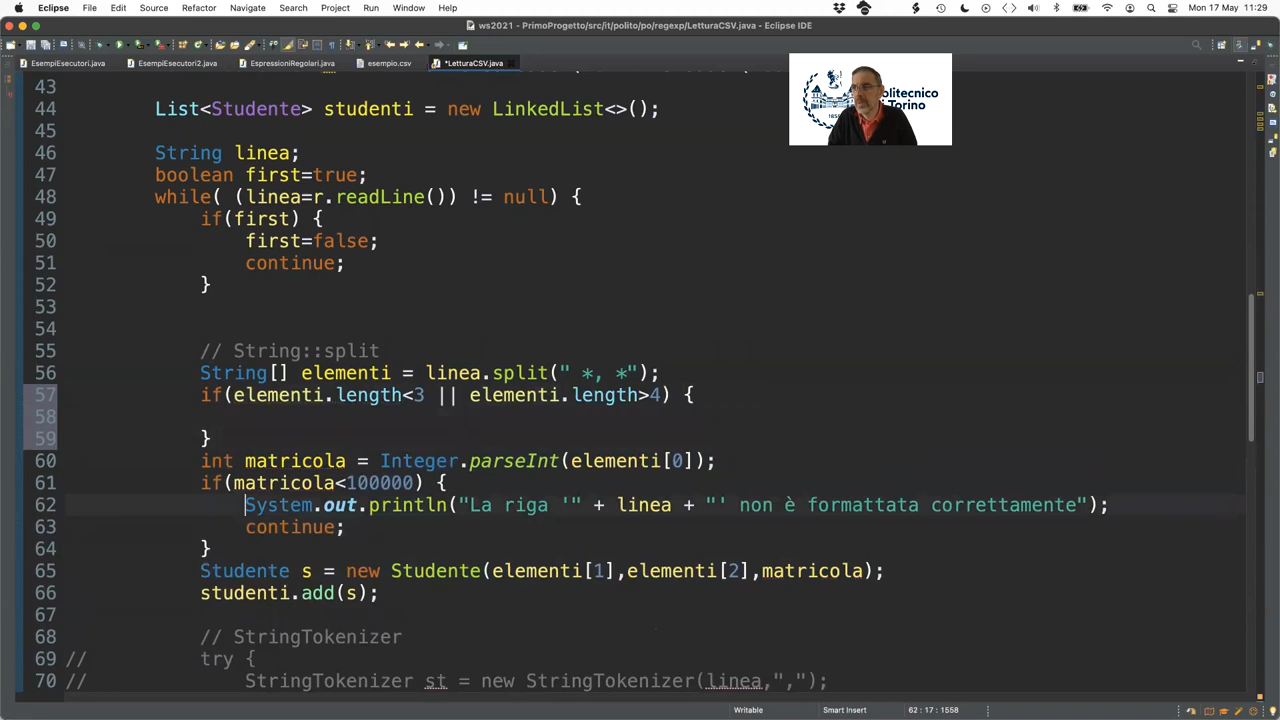 Eclipse File Edit Source Refactor Navigate Search Project Run Window Help Mon 17 May 11:29
ws2021 - PrimoProgetto/src/it/polito/po/regexp/LetturaCSV.java - Eclipse IDE
EsempiEsecutori.java EsempiEsecutori2.java EspressioniRegolari.java esempio.csv *LetturaCSV.java
Politecnico
di Torino
43
44 List<Studente> studenti = new LinkedList<>();
45
46 String linea;
47 boolean first=true;
48 while( (linea=r.readLine()) != null) {
49 if(first) {
50 first=false;
51 continue;
52 }
53
54
55 // String::split
56 String[] elementi = linea.split(" *, *");
57 if(elementi.length<3 || elementi.length>4) {
58
59 }
60 int matricola = Integer.parseInt(elementi[0]);
61 if(matricola<100000) {
62 System.out.println("La riga '" + linea + "' non è formattata correttamente");
63 continue;
64 }
65 Studente s = new Studente(elementi[1],elementi[2],matricola);
66 studenti.add(s);
67
68 // StringTokenizer
69 // try {
70 // StringTokenizer st = new StringTokenizer(linea,",");
Writable Smart Insert 62 : 17 : 1558